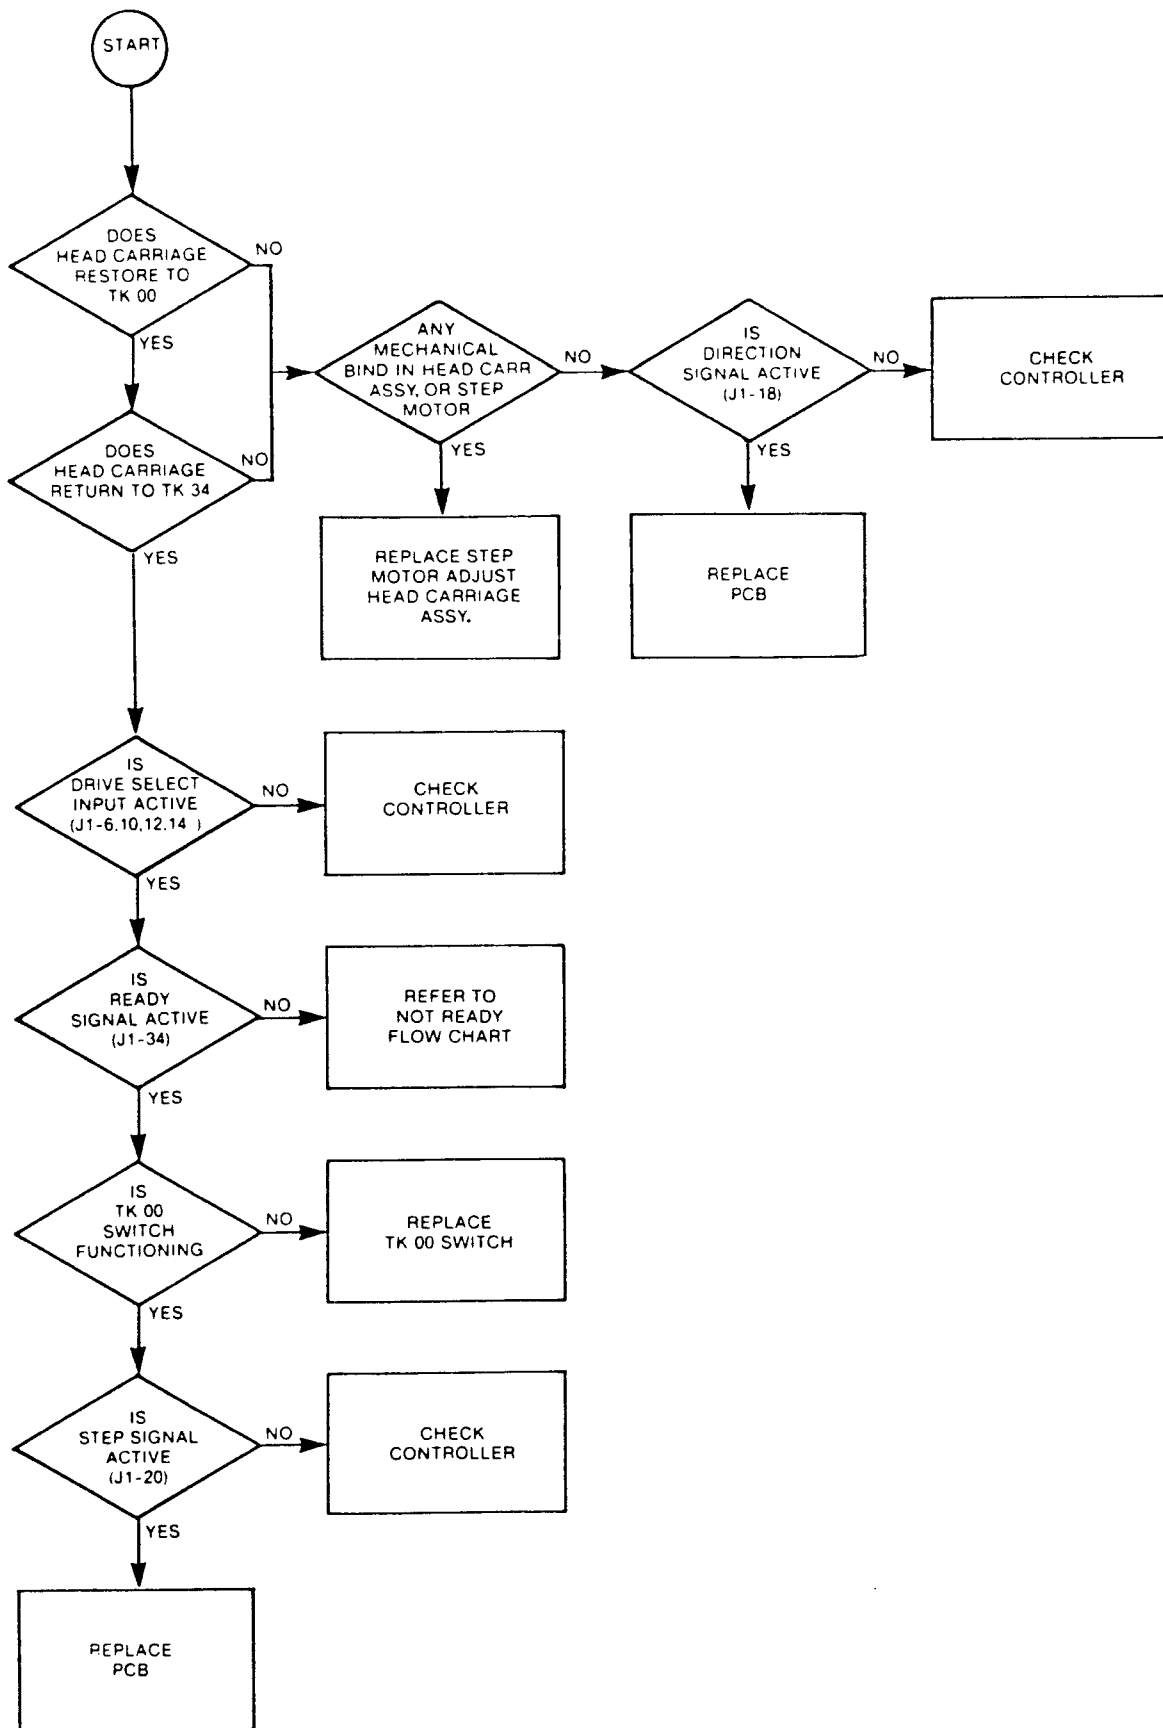 START
DOES
HEAD CARRIAGE
RESTORE TO
TK 00
NO
YES
ANY
MECHANICAL
BIND IN HEAD CARR
ASSY. OR STEP
MOTOR
NO
YES
IS
DIRECTION
SIGNAL ACTIVE
(J1-18)
NO
YES
CHECK
CONTROLLER
DOES
HEAD CARRIAGE
RETURN TO TK 34
NO
YES
REPLACE STEP
MOTOR ADJUST
HEAD CARRIAGE
ASSY.
REPLACE
PCB
IS
DRIVE SELECT
INPUT ACTIVE
(J1-6.10,12.14 )
NO
YES
CHECK
CONTROLLER
IS
READY
SIGNAL ACTIVE
(J1-34)
NO
YES
REFER TO
NOT READY
FLOW CHART
IS
TK 00
SWITCH
FUNCTIONING
NO
YES
REPLACE
TK 00 SWITCH
IS
STEP SIGNAL
ACTIVE
(J1-20)
NO
YES
CHECK
CONTROLLER
REPLACE
PCB